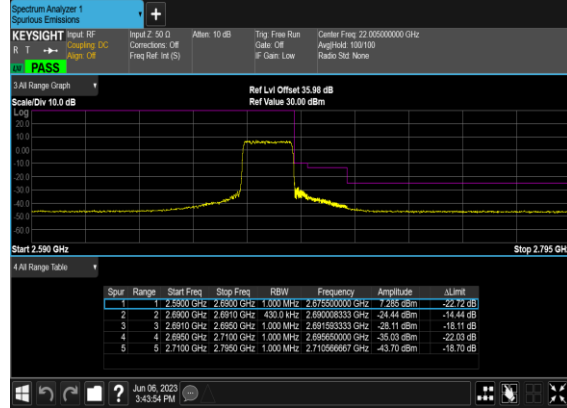 Spectrum Analyzer 1
Spurious Emissions
KEYSIGHT Input: RF Input Z: 50 Ω Atten: 10 dB Trig: Free Run Center Freq: 22.005000000 GHz
R T Coupling: DC Corrections: Off Gate: Off Avg|Hold: 100/100
Align: Off Freq Ref: Int (S) IF Gain: Low Radio Std: None
PASS
3 All Range Graph
Ref Lvl Offset 35.98 dB
Scale/Div 10.0 dB Ref Value 30.00 dBm
Log
20.0
10.0
0.00
-10.0
-20.0
-30.0
-40.0
-50.0
-60.0
Start 2.590 GHz Stop 2.795 GHz
4 All Range Table
Spur Range Start Freq Stop Freq RBW Frequency Amplitude ΔLimit
1 1 2.5900 GHz 2.6900 GHz 1.000 MHz 2.675500000 GHz 7.285 dBm -22.72 dB
2 2 2.6900 GHz 2.6910 GHz 430.0 kHz 2.690008333 GHz -24.44 dBm -14.44 dB
3 3 2.6910 GHz 2.6950 GHz 1.000 MHz 2.691593333 GHz -28.11 dBm -18.11 dB
4 4 2.6950 GHz 2.7100 GHz 1.000 MHz 2.695650000 GHz -35.03 dBm -22.03 dB
5 5 2.7100 GHz 2.7950 GHz 1.000 MHz 2.710566667 GHz -43.70 dBm -18.70 dB
Jun 06, 2023
3:43:54 PM